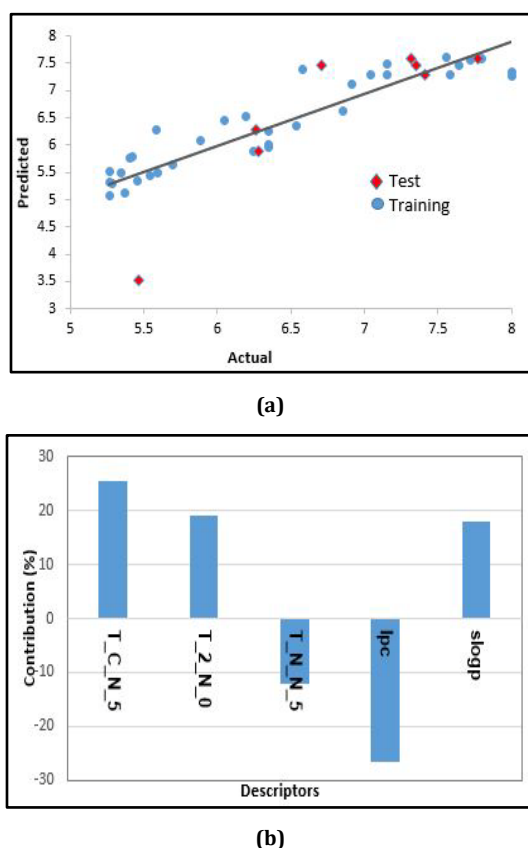 8
7.5
7
6.5
6
5.5
5
4.5
4
3.5
3
Predicted
Test
Training
5 5.5 6 6.5 7 7.5 8
Actual
(a)
30
20
10
0
-10
-20
-30
Contribution (%)
T_C_N_5
T_2_N_0
T_N_N_5
Ipc
slogp
Descriptors
(b)